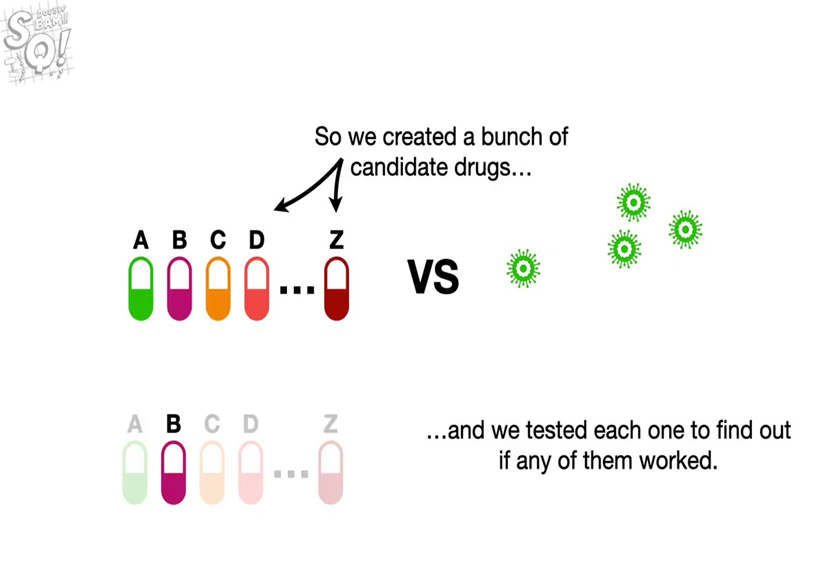 SQ!
DOUBLE
BAM!!!
So we created a bunch of
candidate drugs...
A B C D Z
...
VS
A B C D Z
...
...and we tested each one to find out
if any of them worked.